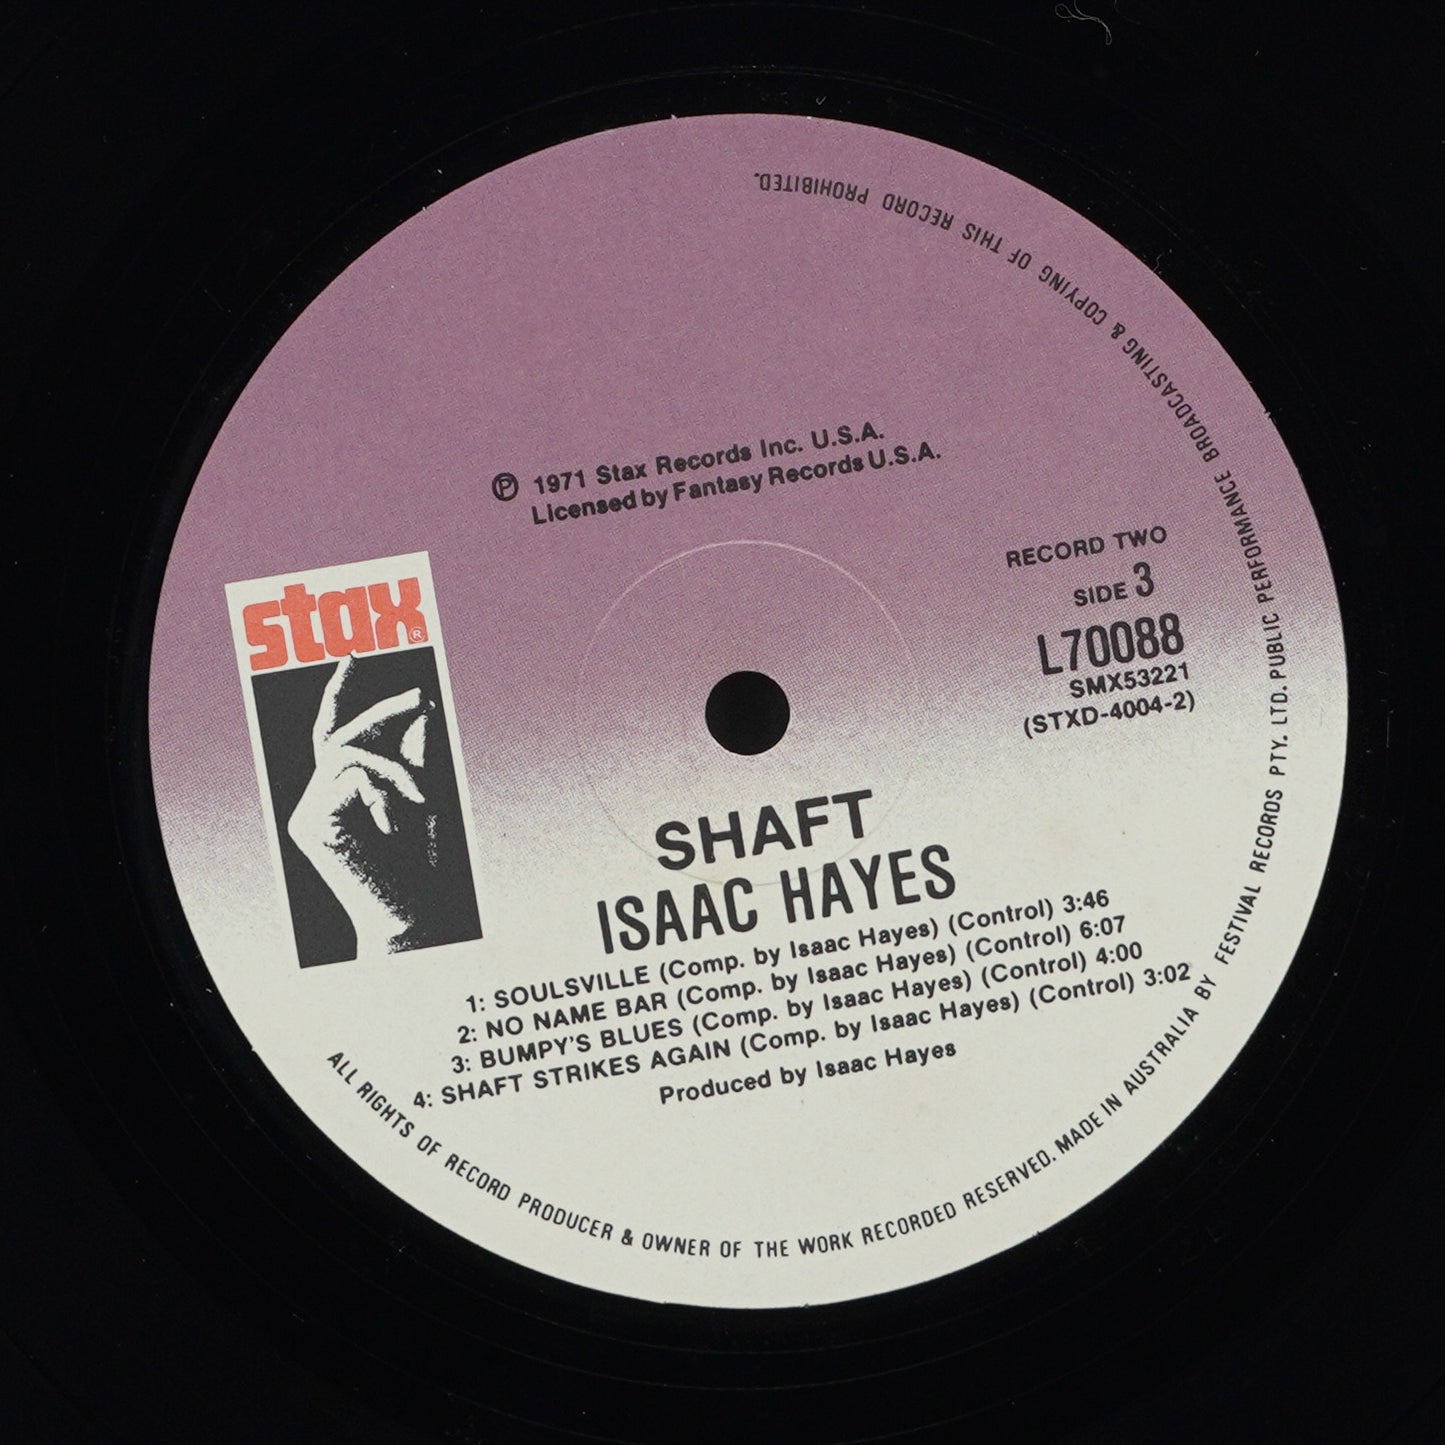 Ⓟ 1971 Stax Records Inc. U.S.A.
Licensed by Fantasy Records U.S.A.
stax®
RECORD TWO
SIDE 3
L70088
SMX53221
(STXD-4004-2)
SHAFT
ISAAC HAYES
1: SOULSVILLE (Comp. by Isaac Hayes) (Control) 3:46
2: NO NAME BAR (Comp. by Isaac Hayes) (Control) 6:07
3: BUMPY'S BLUES (Comp. by Isaac Hayes) (Control) 4:00
4: SHAFT STRIKES AGAIN (Comp. by Isaac Hayes) (Control) 3:02
Produced by Isaac Hayes
ALL RIGHTS OF RECORD PRODUCER & OWNER OF THE WORK RECORDED RESERVED. MADE IN AUSTRALIA BY FESTIVAL RECORDS PTY. LTD. PUBLIC PERFORMANCE BROADCASTING & COPYING OF THIS RECORD PROHIBITED.